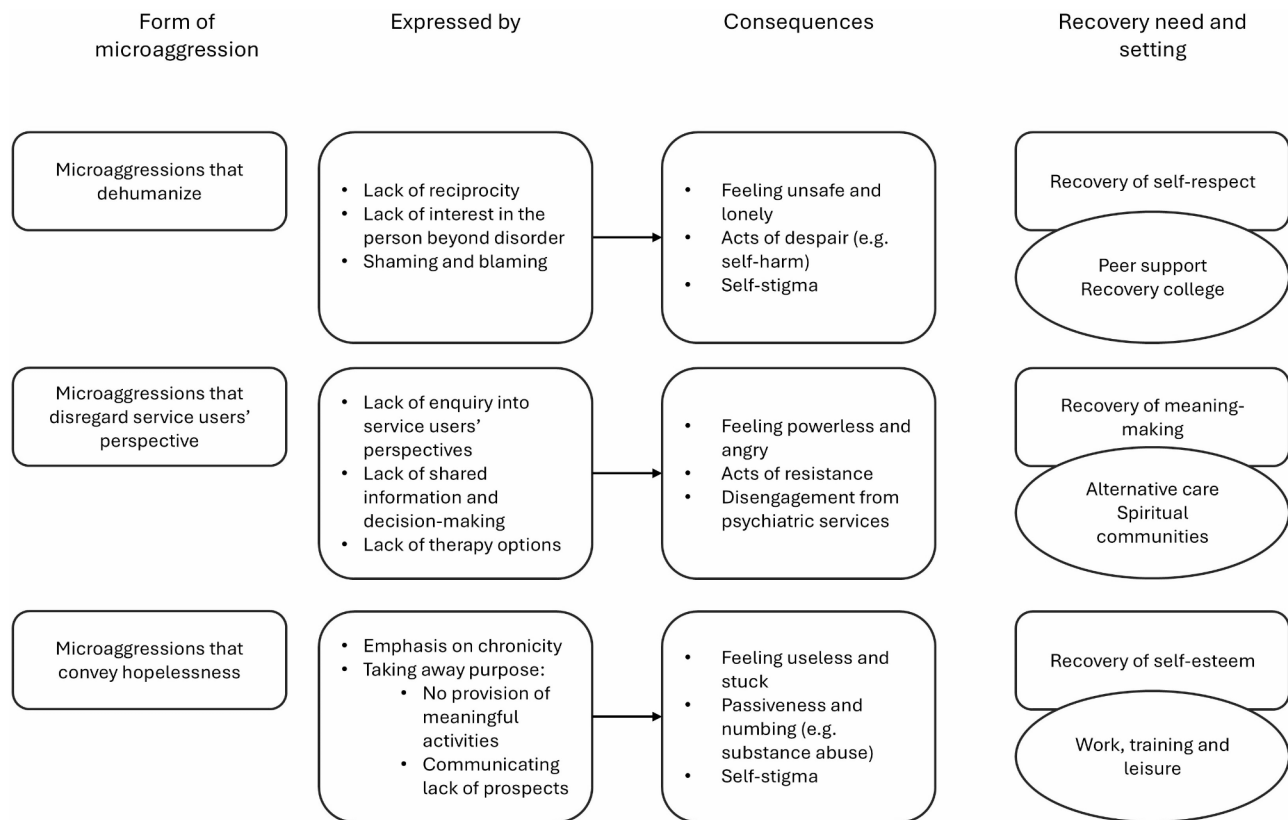 Form of
microaggression
Expressed by
Consequences
Recovery need and
setting
Microaggressions that
dehumanize
• Lack of reciprocity
• Lack of interest in the
person beyond disorder
• Shaming and blaming
• Feeling unsafe and
lonely
• Acts of despair (e.g.
self-harm)
• Self-stigma
Recovery of self-respect
Peer support
Recovery college
Microaggressions that
disregard service users’
perspective
• Lack of enquiry into
service users’
perspectives
• Lack of shared
information and
decision-making
• Lack of therapy options
• Feeling powerless and
angry
• Acts of resistance
• Disengagement from
psychiatric services
Recovery of meaning-
making
Alternative care
Spiritual
communities
Microaggressions that
convey hopelessness
• Emphasis on chronicity
• Taking away purpose:
• No provision of
meaningful
activities
• Communicating
lack of prospects
• Feeling useless and
stuck
• Passiveness and
numbing (e.g.
substance abuse)
• Self-stigma
Recovery of self-esteem
Work, training and
leisure